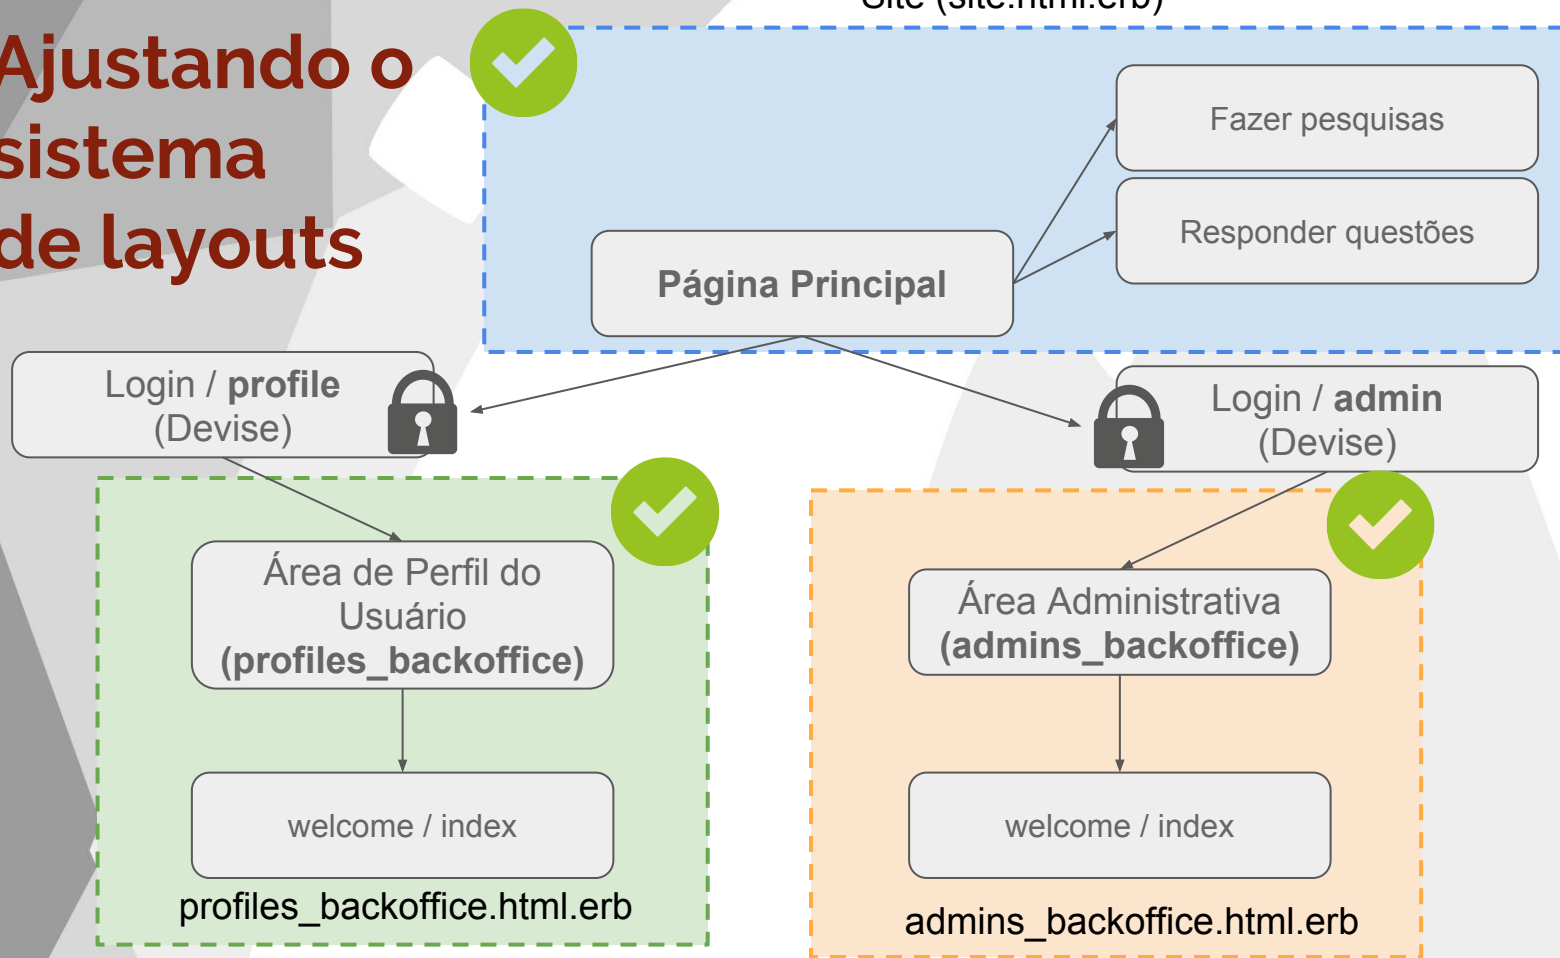 Site (site.html.erb)
Ajustando o
sistema
de layouts
Fazer pesquisas
Responder questões
Página Principal
Login / profile
(Devise)
Login / admin
(Devise)
Área de Perfil do
Usuário
(profiles_backoffice)
Área Administrativa
(admins_backoffice)
welcome / index
welcome / index
profiles_backoffice.html.erb
admins_backoffice.html.erb